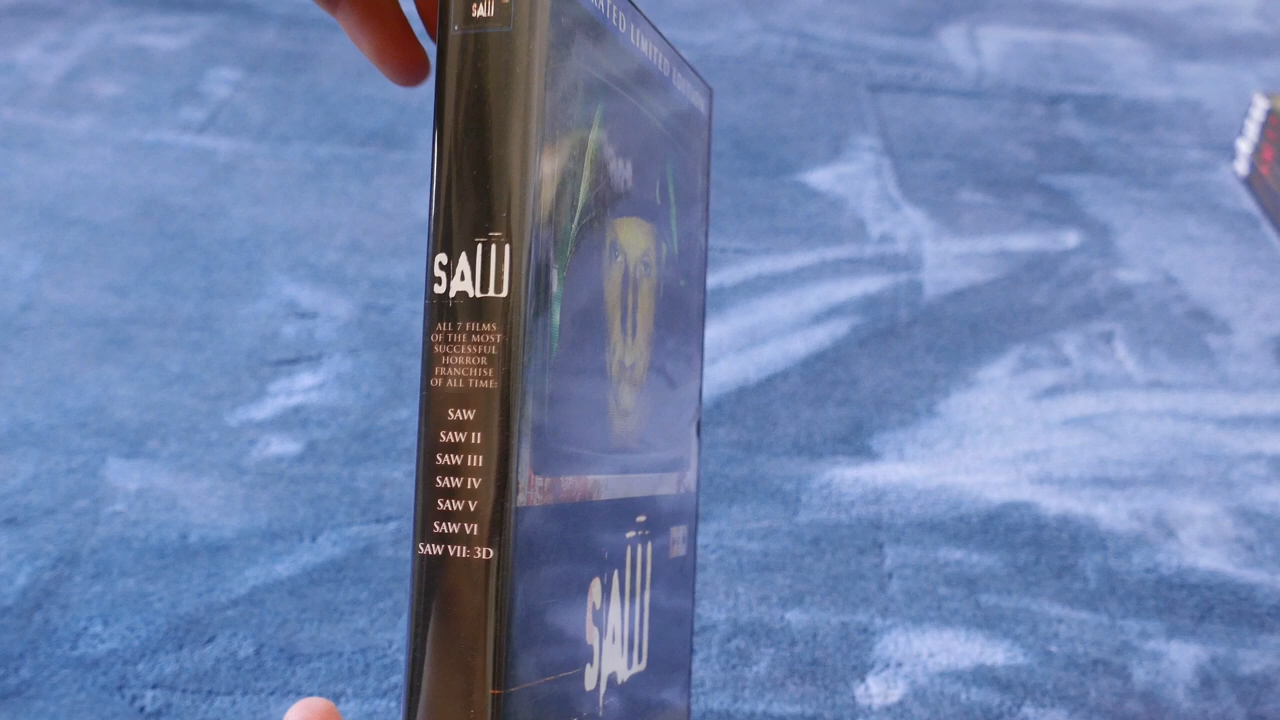 SAW
SAW
ALL 7 FILMS
OF THE MOST
SUCCESSFUL
HORROR
FRANCHISE
OF ALL TIME:
SAW
SAW II
SAW III
SAW IV
SAW V
SAW VI
SAW VII: 3D
LIMITED EDITION
SAW